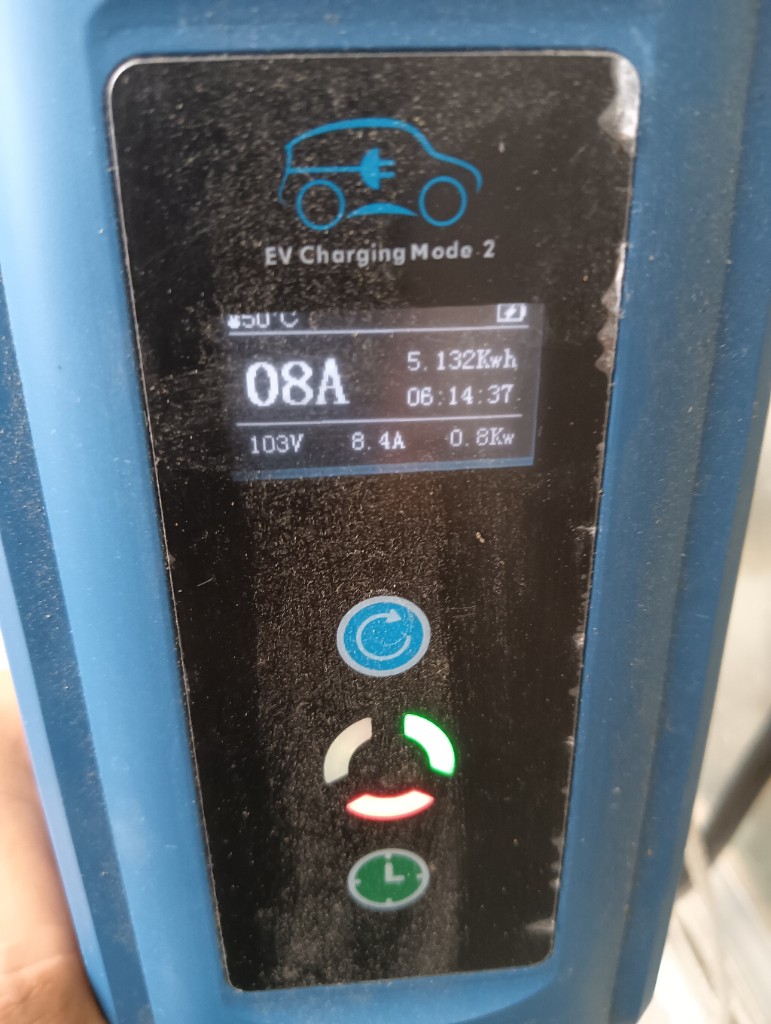 EV Charging Mode 2
50°C
08A
5.132Kwh
06:14:37
103V 8.4A 0.8Kw